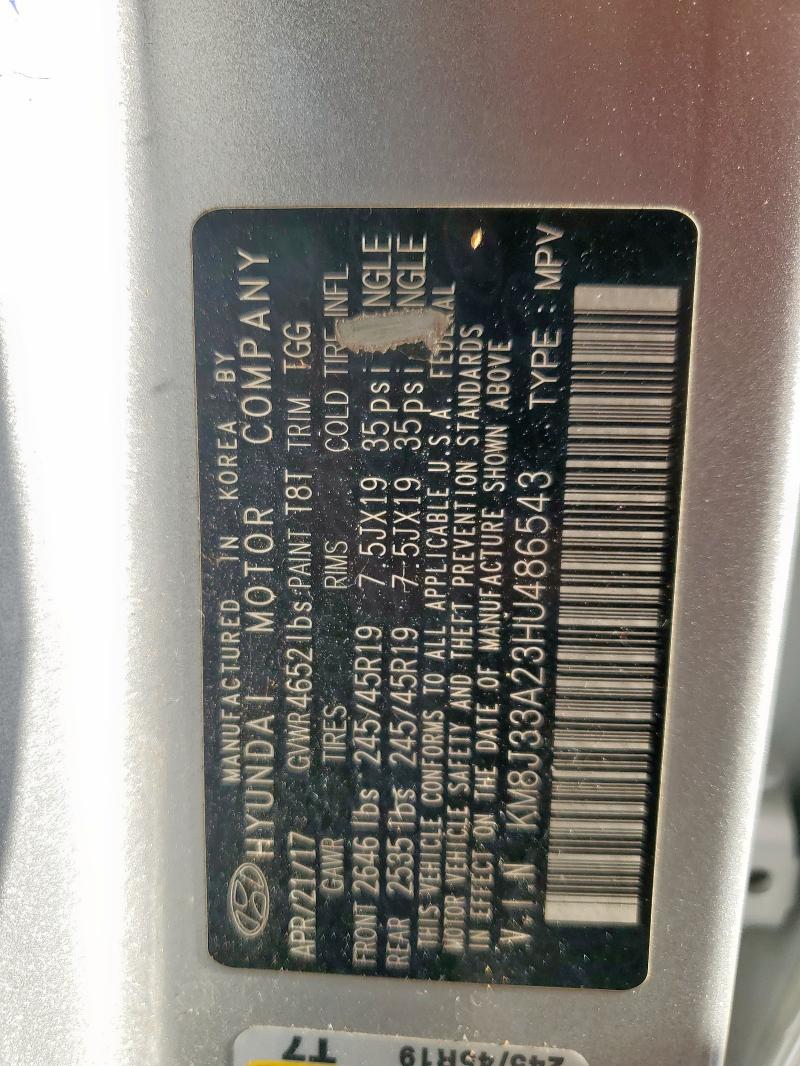 MANUFACTURED IN KOREA BY
HYUNDAI MOTOR COMPANY
APR/21/17 GVWR 4652 lbs PAINT T8T TRIM TGG
GAWR TIRES RIMS COLD TIRE INFL
FRONT 2646 lbs 245/45R19 7.5JX19 35psi NGLE
REAR 2535 lbs 245/45R19 7.5JX19 35psi NGLE
THIS VEHICLE CONFORMS TO ALL APPLICABLE U.S.A. FEDERAL
MOTOR VEHICLE SAFETY AND THEFT PREVENTION STANDARDS
IN EFFECT ON THE DATE OF MANUFACTURE SHOWN ABOVE
V.I.N KM8J33A23HU486543 TYPE : MPV
T7
245/45R19